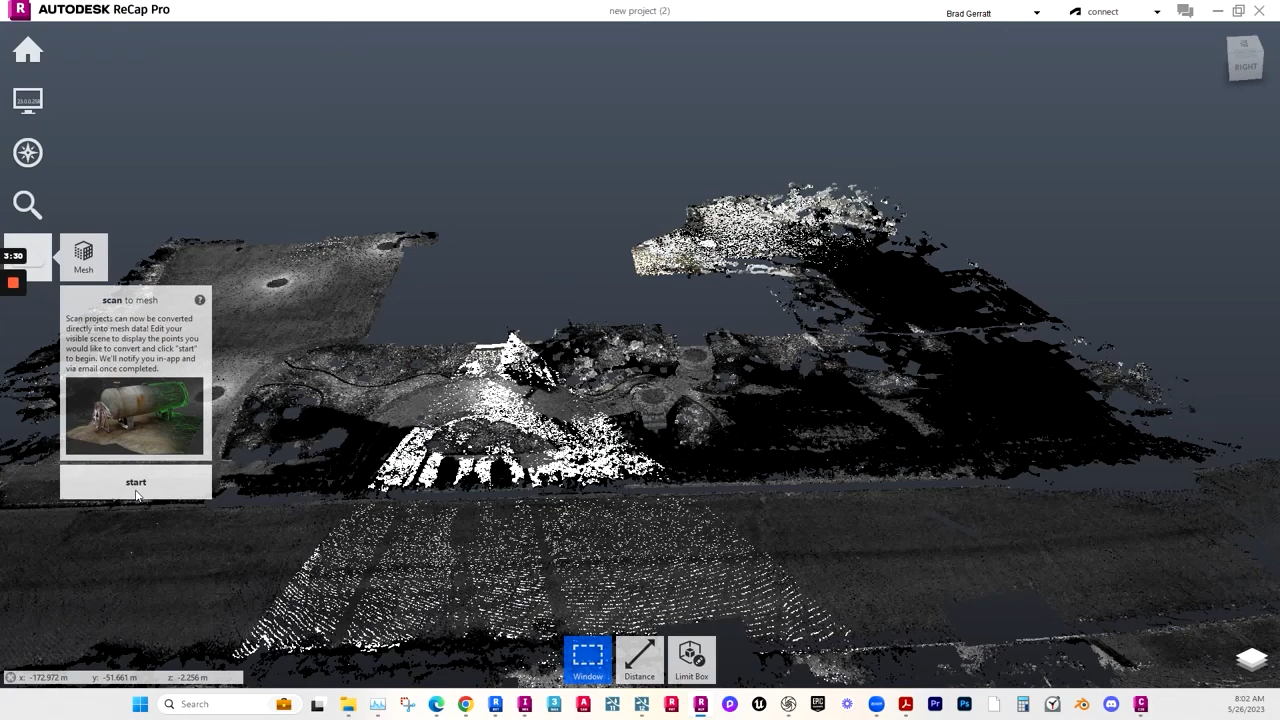 R AUTODESK ReCap Pro
new project (2)
Brad Gerratt
connect
RIGHT
3:30
Mesh
scan to mesh
?
Scan projects can now be converted
directly into mesh data! Edit your
visible scene to display the points you
would like to convert and click "start"
to begin. We'll notify you in-app and
via email once completed.
start
Window
Distance
Limit Box
x: -172.972 m y: -51.661 m z: -2.256 m
Search
8:02 AM
5/26/2023